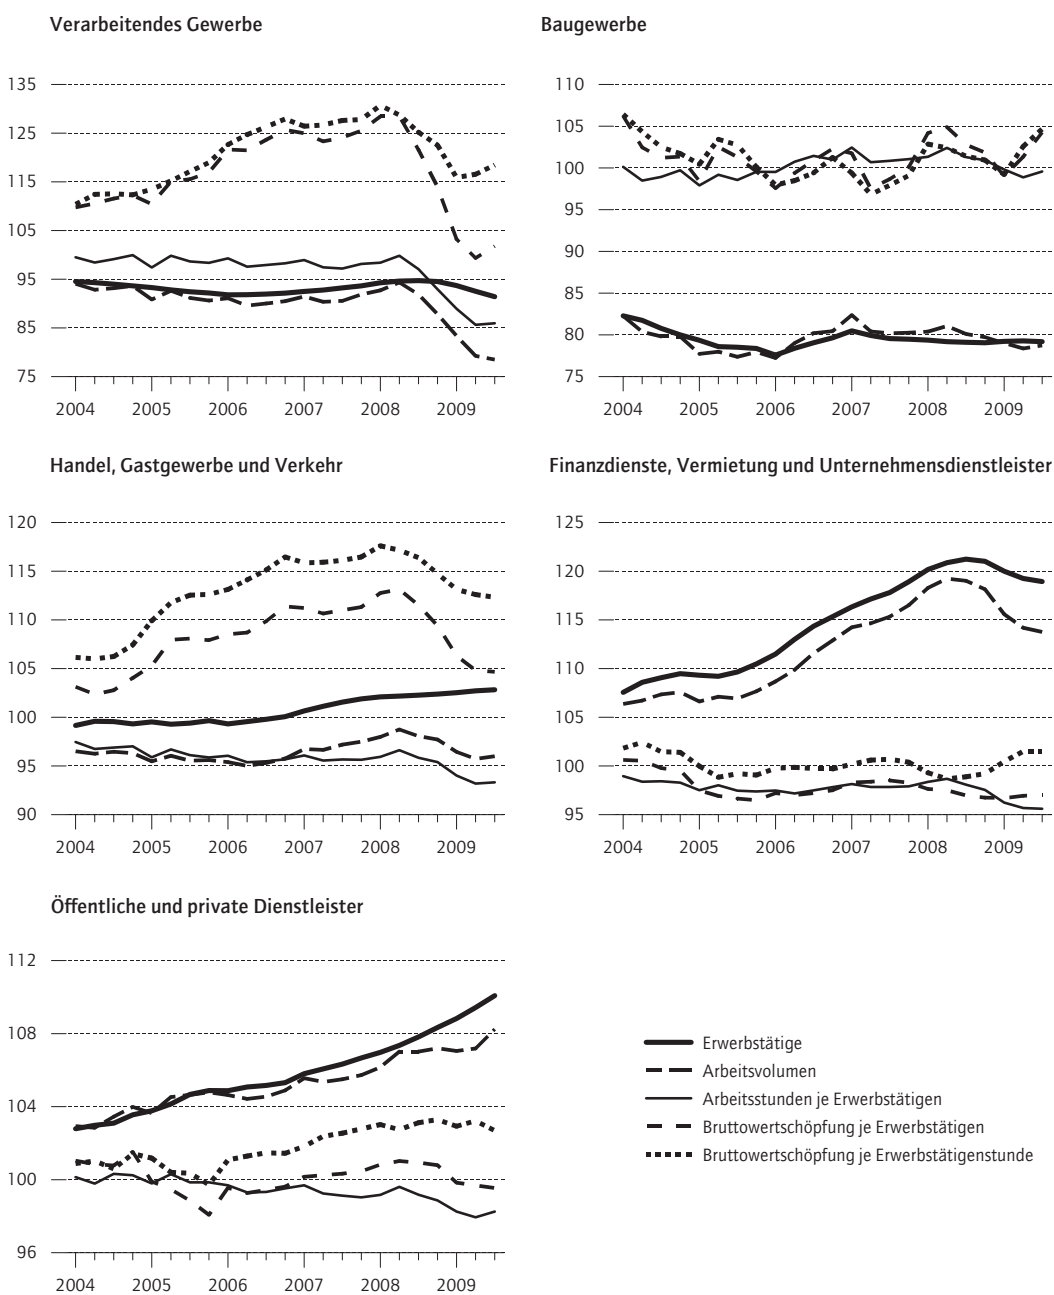 Verarbeitendes Gewerbe
135
125
115
105
95
85
75
2004 2005 2006 2007 2008 2009
Baugewerbe
110
105
100
95
90
85
80
75
2004 2005 2006 2007 2008 2009
Handel, Gastgewerbe und Verkehr
120
115
110
105
100
95
90
2004 2005 2006 2007 2008 2009
Finanzdienste, Vermietung und Unternehmensdienstleister
125
120
115
110
105
100
95
2004 2005 2006 2007 2008 2009
Öffentliche und private Dienstleister
112
108
104
100
96
2004 2005 2006 2007 2008 2009
Erwerbstätige
Arbeitsvolumen
Arbeitsstunden je Erwerbstätigen
Bruttowertschöpfung je Erwerbstätigen
Bruttowertschöpfung je Erwerbstätigenstunde